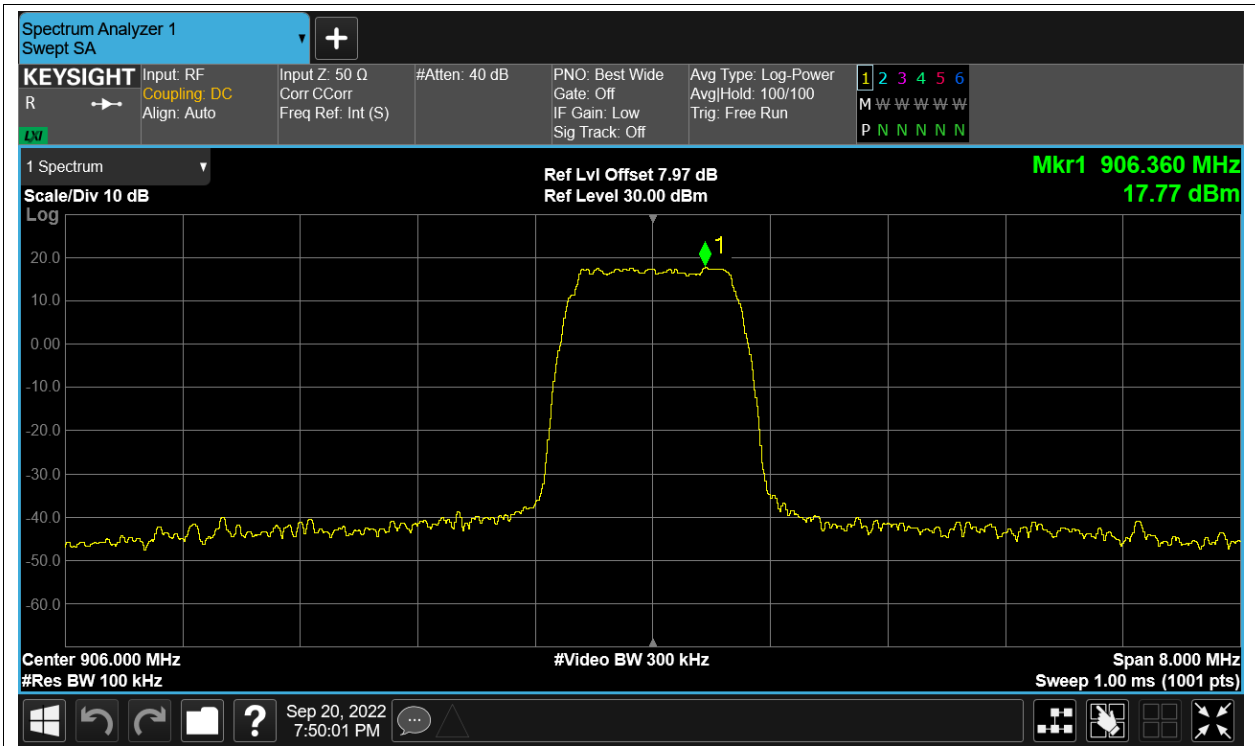 Spectrum Analyzer 1
Swept SA
KEYSIGHT
R
LXI
Input: RF
Coupling: DC
Align: Auto
Input Z: 50 Ω
Corr CCorr
Freq Ref: Int (S)
#Atten: 40 dB
PNO: Best Wide
Gate: Off
IF Gain: Low
Sig Track: Off
Avg Type: Log-Power
Avg|Hold: 100/100
Trig: Free Run
1 2 3 4 5 6
M W W W W W
P N N N N N
1 Spectrum
Scale/Div 10 dB
Log
Ref Lvl Offset 7.97 dB
Ref Level 30.00 dBm
Mkr1 906.360 MHz
17.77 dBm
1
20.0
10.0
0.00
-10.0
-20.0
-30.0
-40.0
-50.0
-60.0
Center 906.000 MHz
#Video BW 300 kHz
Span 8.000 MHz
#Res BW 100 kHz
Sweep 1.00 ms (1001 pts)
?
Sep 20, 2022
7:50:01 PM